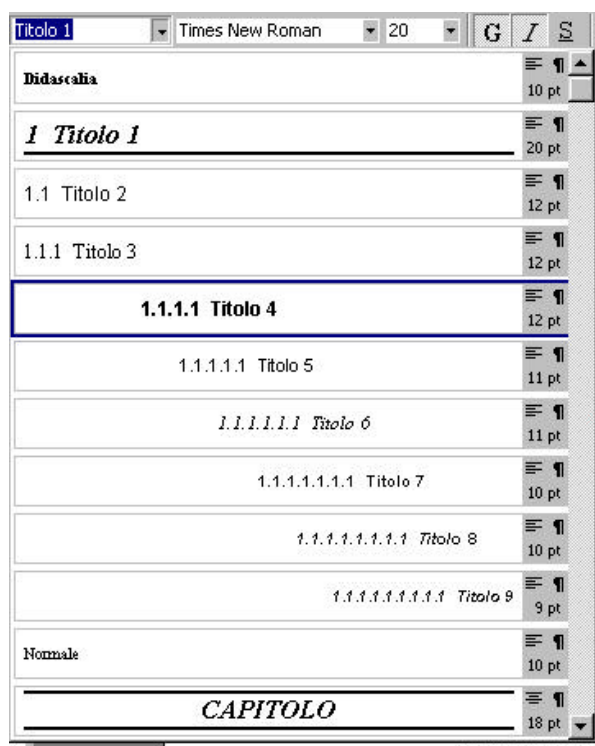 Titolo 1 Times New Roman 20 G I S
Didascalia ¶
10 pt
1 Titolo 1 ¶
20 pt
1.1 Titolo 2 ¶
12 pt
1.1.1 Titolo 3 ¶
12 pt
1.1.1.1 Titolo 4 ¶
12 pt
1.1.1.1.1 Titolo 5 ¶
11 pt
1.1.1.1.1.1 Titolo 6 ¶
11 pt
1.1.1.1.1.1.1 Titolo 7 ¶
10 pt
1.1.1.1.1.1.1.1 Titolo 8 ¶
10 pt
1.1.1.1.1.1.1.1.1 Titolo 9 ¶
9 pt
Normale ¶
10 pt
CAPITOLO ¶
18 pt